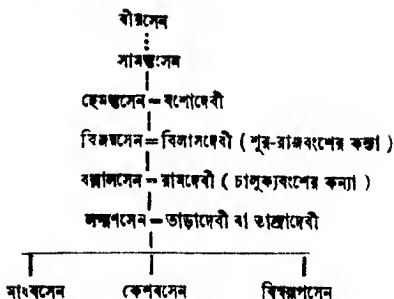 বীরসেন
সামন্তসেন
হেমন্তসেন = যশোদেবী
বিজয়সেন = বিলাসদেবী ( শূর-রাজবংশের কন্যা )
বল্লালসেন = রামদেবী ( চালুক্যবংশের কন্যা )
লক্ষ্মণসেন = তাড়াদেবী বা তান্দ্রাদেবী
মাধবসেন কেশবসেন বিশ্বরূপসেন